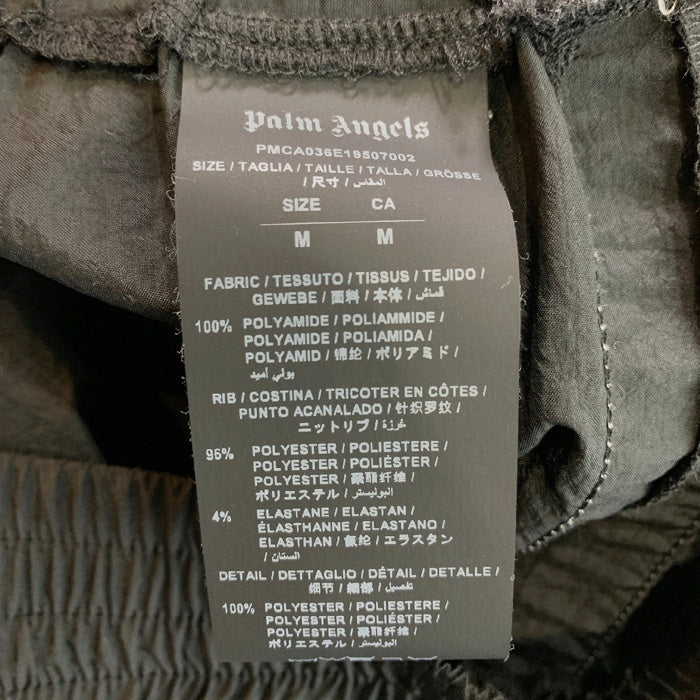 Palm Angels
PMCA036E19507002
SIZE / TAGLIA / TAILLE / TALLA / GRÖSSE
/ 尺寸 / المقاس /
SIZE CA
M M
FABRIC / TESSUTO / TISSUS / TEJIDO /
GEWEBE / 面料 / 本体 / قماش /
100% POLYAMIDE / POLIAMMIDE /
POLYAMIDE / POLIAMIDA /
POLYAMID / 锦纶 / ポリアミド /
بولي أميد
RIB / COSTINA / TRICOTER EN CÔTES /
PUNTO ACANALADO / 针织罗纹 /
ニットリブ / غرزة /
96% POLYESTER / POLIESTERE /
POLYESTER / POLIÉSTER /
POLYESTER / 聚酯纤维 /
ポリエステル / البوليستر /
4% ELASTANE / ELASTAN /
ÉLASTHANNE / ELASTANO /
ELASTHAN / 氨纶 / エラスタン
/ الستان /
DETAIL / DETTAGLIO / DÉTAIL / DETALLE /
细节 / 細部 / تفصيل /
100% POLYESTER / POLIESTERE /
POLYESTER / POLIÉSTER /
POLYESTER / 聚酯纤维 /
ポリエステル / البوليستر /